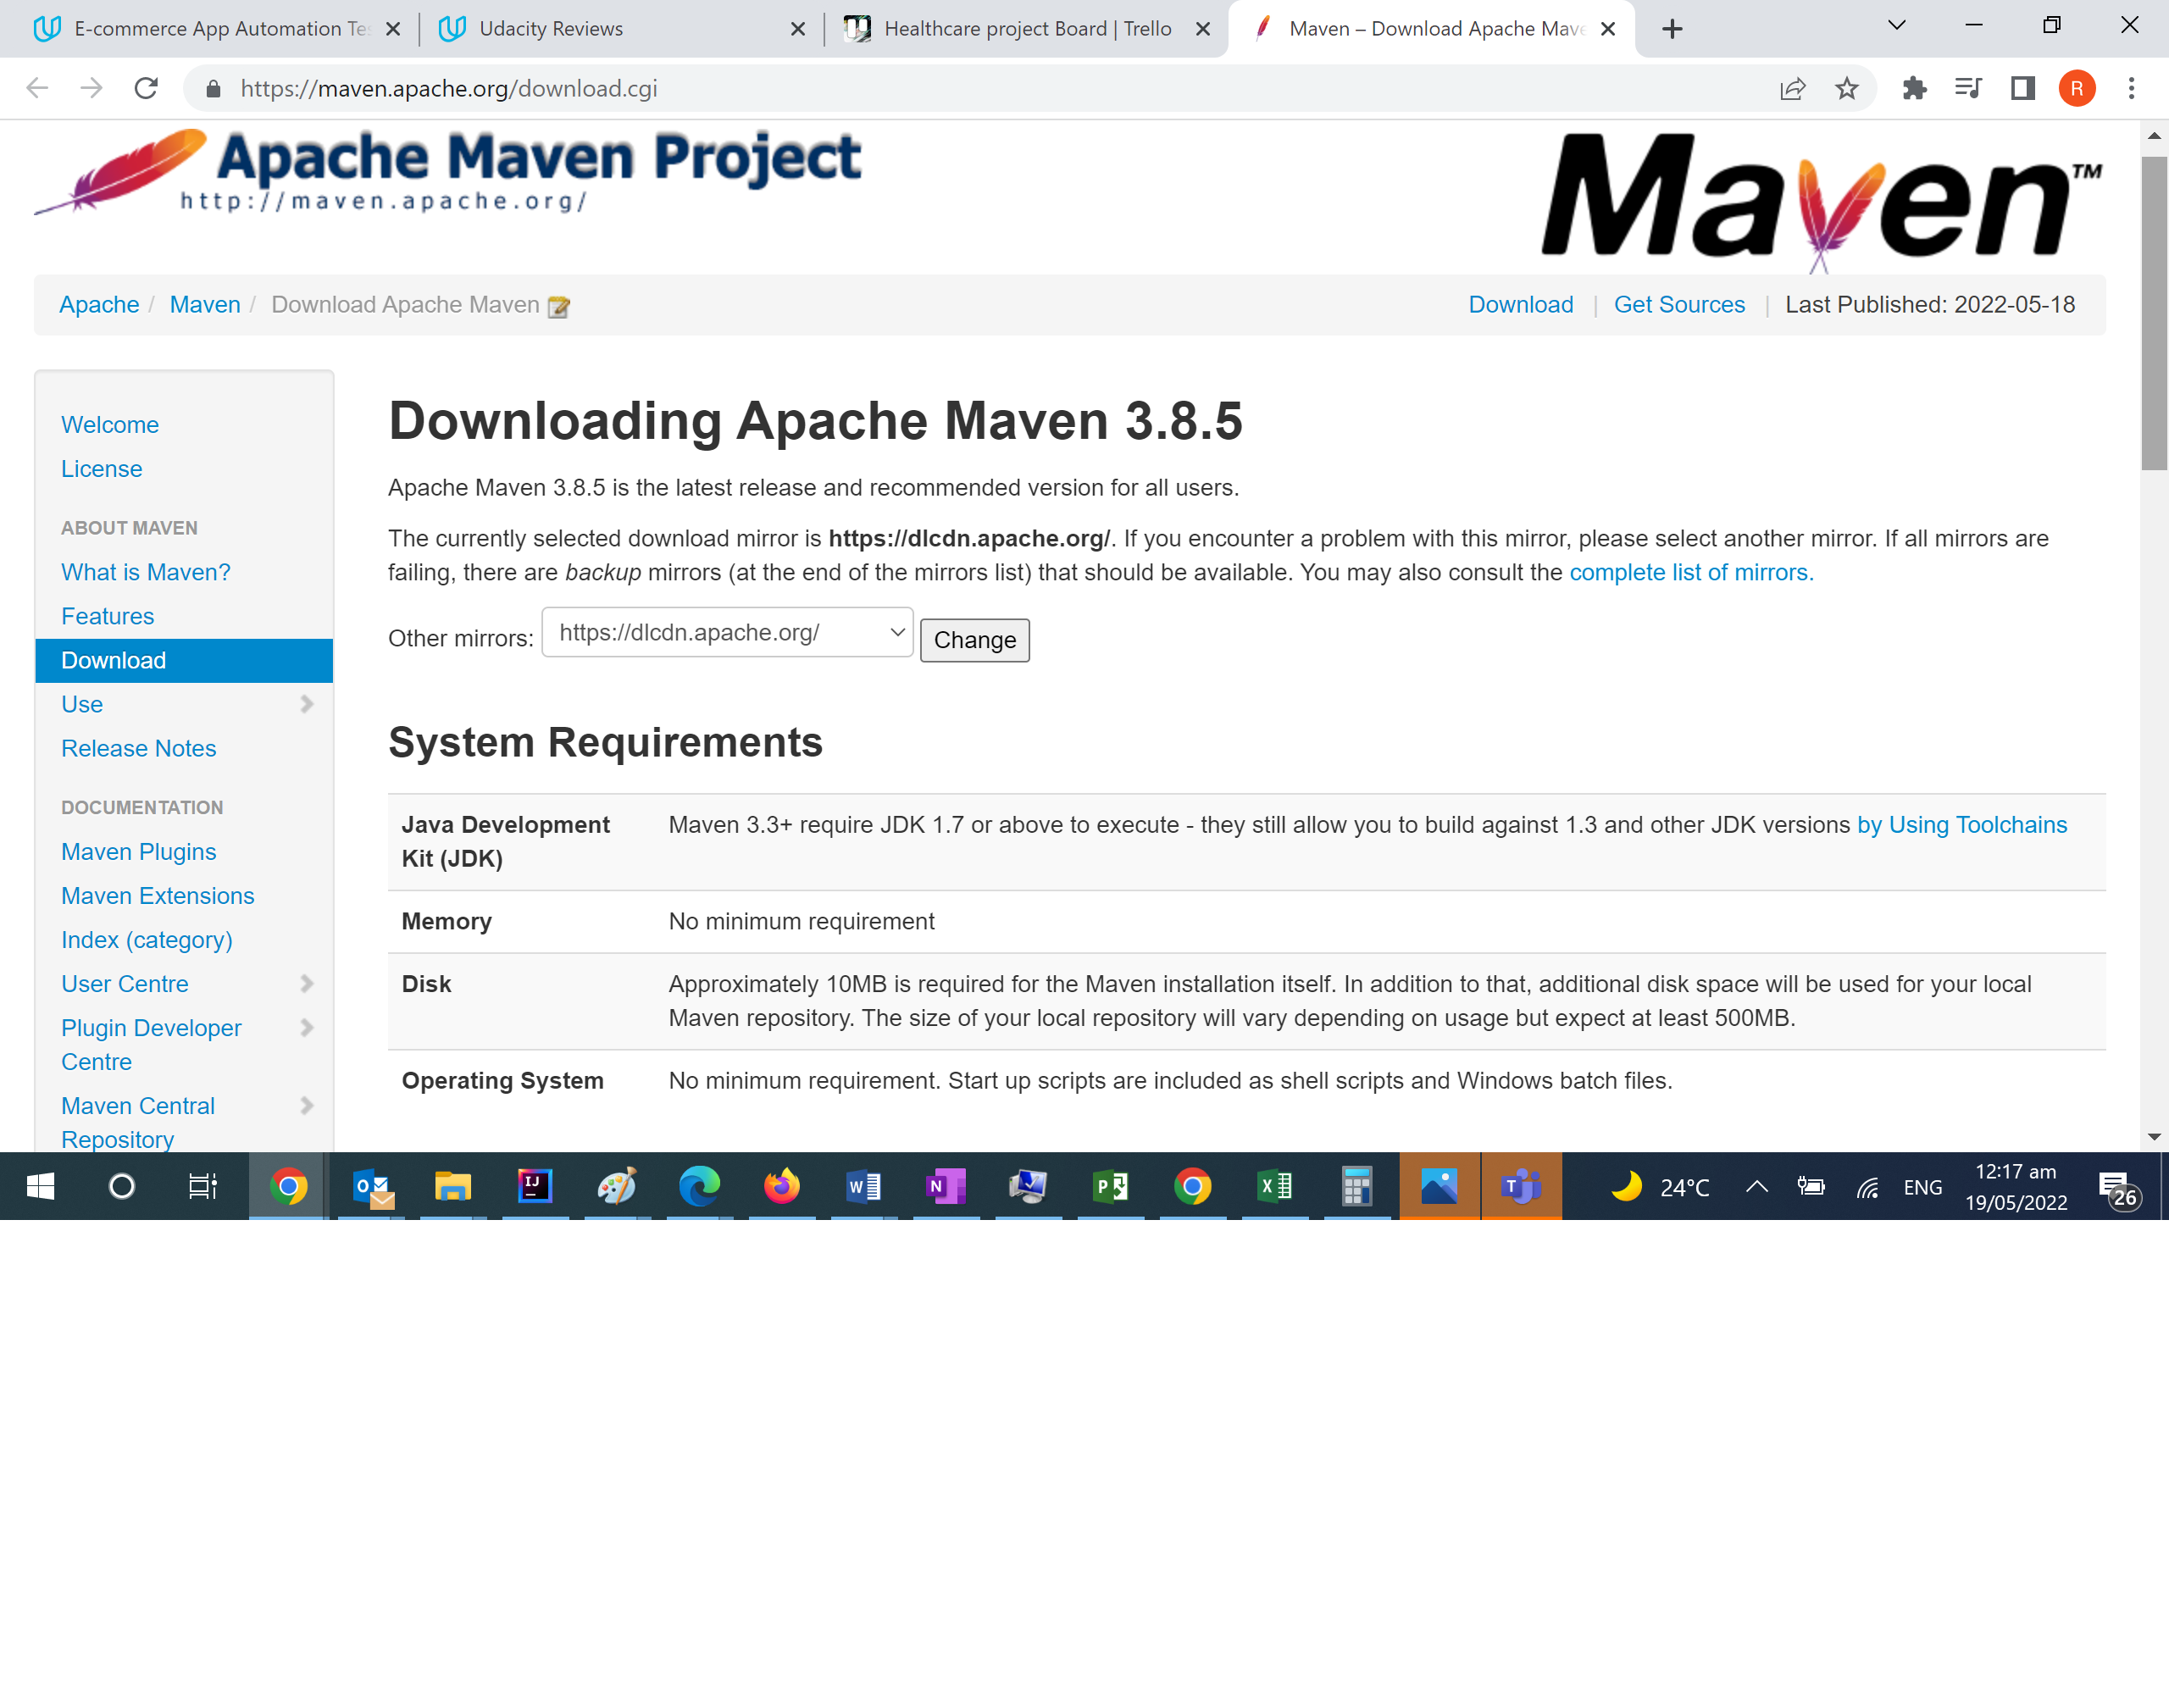 E-commerce App Automation Tes
Udacity Reviews
Healthcare project Board | Trello
Maven – Download Apache Mave
https://maven.apache.org/download.cgi
R
Apache Maven Project
http://maven.apache.org/
Maven™
Apache / Maven / Download Apache Maven
Download | Get Sources | Last Published: 2022-05-18
Welcome
License
ABOUT MAVEN
What is Maven?
Features
Download
Use
Release Notes
DOCUMENTATION
Maven Plugins
Maven Extensions
Index (category)
User Centre
Plugin Developer
Centre
Maven Central
Repository
Downloading Apache Maven 3.8.5
Apache Maven 3.8.5 is the latest release and recommended version for all users.
The currently selected download mirror is https://dlcdn.apache.org/. If you encounter a problem with this mirror, please select another mirror. If all mirrors are
failing, there are backup mirrors (at the end of the mirrors list) that should be available. You may also consult the complete list of mirrors.
Other mirrors: https://dlcdn.apache.org/ Change
System Requirements
Java Development Maven 3.3+ require JDK 1.7 or above to execute - they still allow you to build against 1.3 and other JDK versions by Using Toolchains
Kit (JDK)
Memory No minimum requirement
Disk Approximately 10MB is required for the Maven installation itself. In addition to that, additional disk space will be used for your local
Maven repository. The size of your local repository will vary depending on usage but expect at least 500MB.
Operating System No minimum requirement. Start up scripts are included as shell scripts and Windows batch files.
24°C
ENG
12:17 am
19/05/2022
26